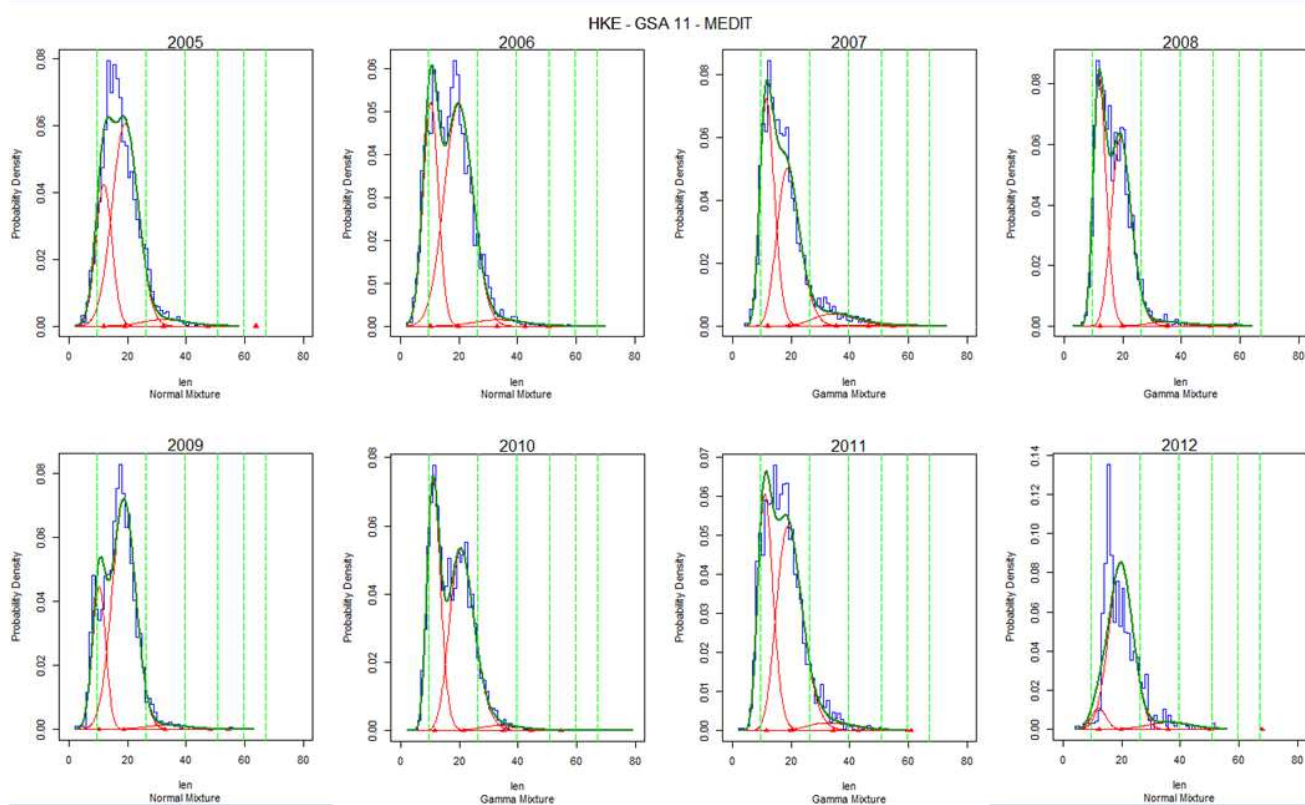 HKE - GSA 11 - MEDIT
2005
2006
2007
2008
Probability Density
0.00 0.02 0.04 0.06 0.08
0 20 40 60 80
len
Normal Mixture
Probability Density
0.00 0.01 0.02 0.03 0.04 0.05 0.06
0 20 40 60 80
len
Normal Mixture
Probability Density
0.00 0.02 0.04 0.06 0.08
0 20 40 60 80
len
Gamma Mixture
Probability Density
0.00 0.02 0.04 0.06 0.08
0 20 40 60 80
len
Gamma Mixture
2009
2010
2011
2012
Probability Density
0.00 0.02 0.04 0.06 0.08
0 20 40 60 80
len
Normal Mixture
Probability Density
0.00 0.02 0.04 0.06 0.08
0 20 40 60 80
len
Gamma Mixture
Probability Density
0.00 0.01 0.02 0.03 0.04 0.05 0.06 0.07
0 20 40 60 80
len
Gamma Mixture
Probability Density
0.00 0.02 0.04 0.06 0.08 0.10 0.12 0.14
0 20 40 60 80
len
Normal Mixture